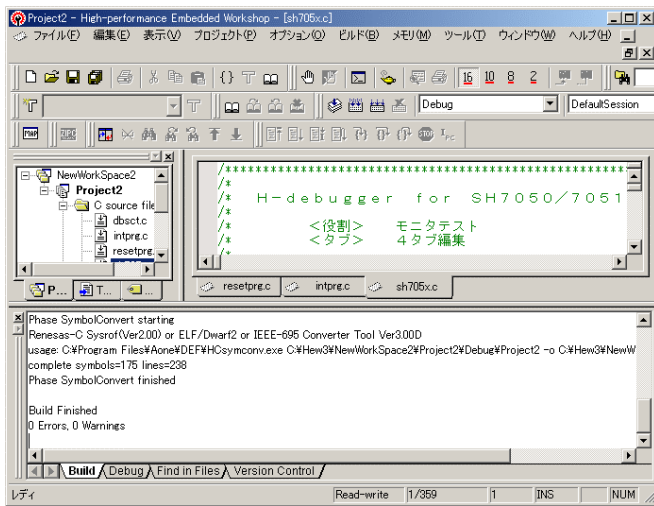 Project2 - High-performance Embedded Workshop - [sh705x.c]
ファイル(F) 編集(E) 表示(V) プロジェクト(P) オプション(O) ビルド(B) メモリ(M) ツール(T) ウィンドウ(W) ヘルプ(H)
16 10 8 2
Debug DefaultSession
NewWorkSpace2
Project2
C source file
dbsct.c
intprg.c
resetprg.
P... T...
/****************************************************************
/*
/* H-debugger for SH7050/7051
/*
/* <役割> モニタテスト
/* <タブ> 4タブ編集
/*
resetprg.c intprg.c sh705x.c
Phase SymbolConvert starting
Renesas-C Sysrof(Ver2.00) or ELF/Dwarf2 or IEEE-695 Converter Tool Ver3.00D
usage: C:¥Program Files¥Aone¥DEF¥HCsymconv.exe C:¥Hew3¥NewWorkSpace2¥Project2¥Debug¥Project2 -o C:¥Hew3¥NewW
complete symbols=175 lines=238
Phase SymbolConvert finished
Build Finished
0 Errors, 0 Warnings
Build Debug Find in Files Version Control
レディ Read-write 1/359 1 INS NUM